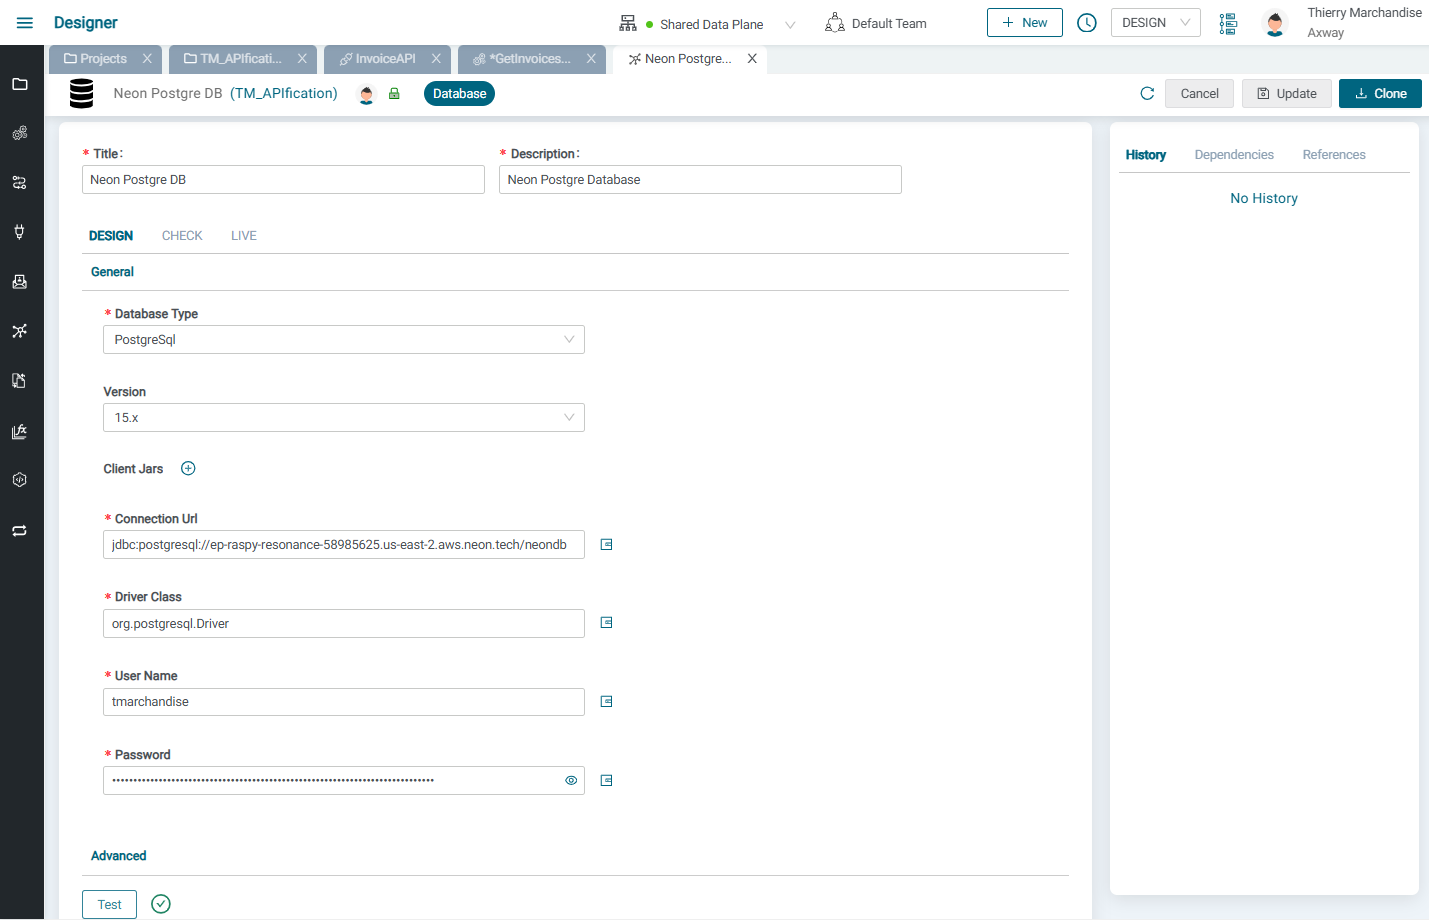 Designer
Shared Data Plane
Default Team
New
DESIGN
Thierry Marchandise
Axway
Projects
TM_APIficati...
InvoiceAPI
*GetInvoices...
Neon Postgre...
Neon Postgre DB (TM_APIfication)
Database
Cancel
Update
Clone
* Title:
Neon Postgre DB
* Description:
Neon Postgre Database
DESIGN
CHECK
LIVE
General
* Database Type
PostgreSql
Version
15.x
Client Jars
* Connection Url
jdbc:postgresql://ep-raspy-resonance-58985625.us-east-2.aws.neon.tech/neondb
* Driver Class
org.postgresql.Driver
* User Name
tmarchandise
* Password
Advanced
Test
History
Dependencies
References
No History